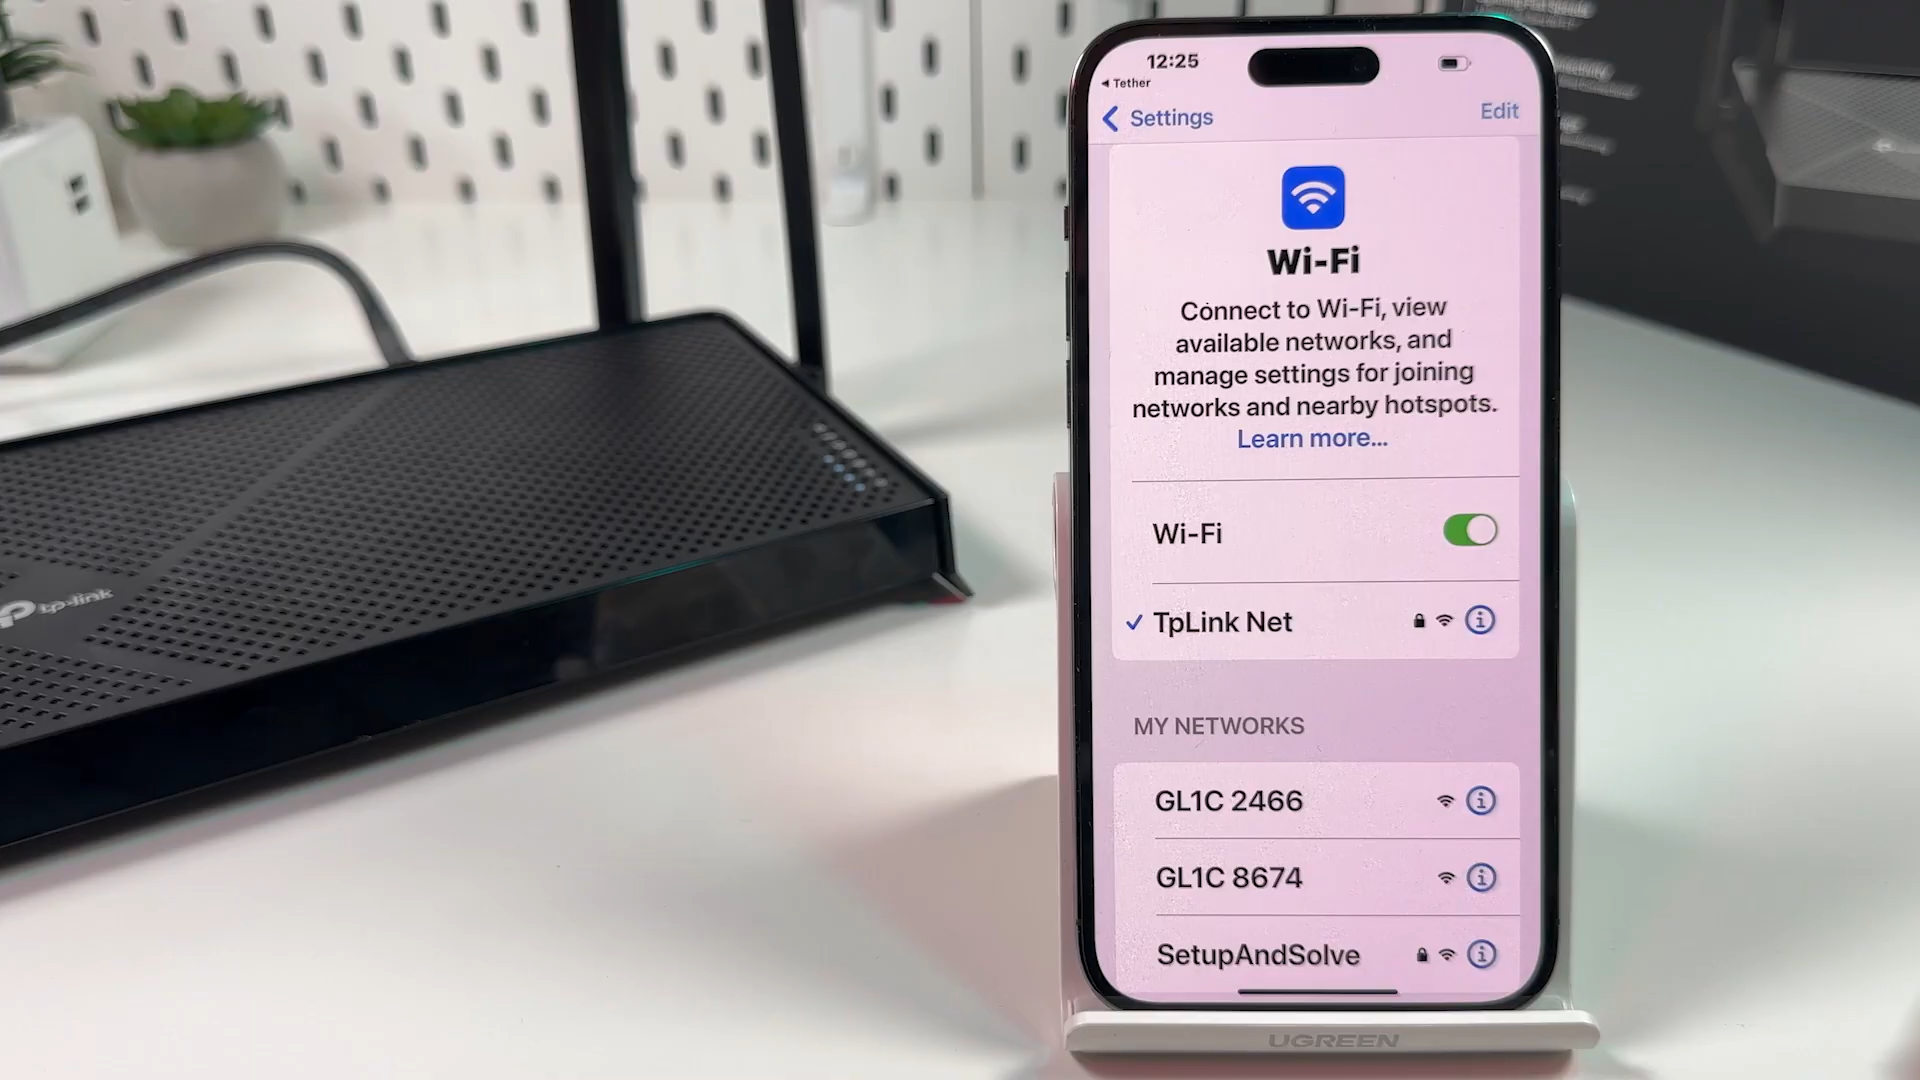 12:25
Tether
Settings
Edit
Wi-Fi
Connect to Wi-Fi, view
available networks, and
manage settings for joining
networks and nearby hotspots.
Learn more...
Wi-Fi
TpLink Net
MY NETWORKS
GL1C 2466
GL1C 8674
SetupAndSolve
UGREEN
tp-link